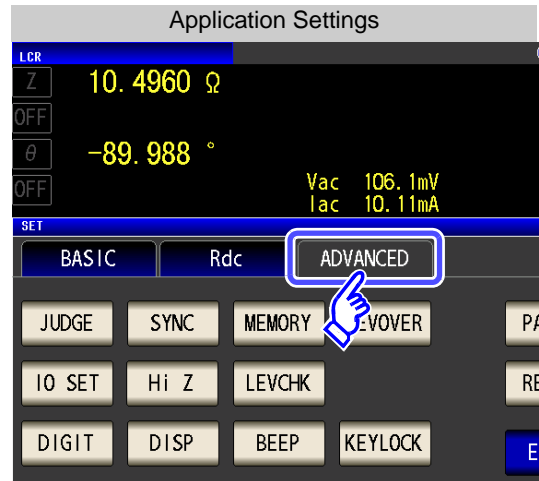 Application Settings
LCR
Z 10.4960 Ω
OFF
θ -89.988 °
OFF Vac 106.1mV
Iac 10.11mA
SET
BASIC Rdc ADVANCED
JUDGE SYNC MEMORY
IO SET Hi Z LEVCHK
DIGIT DISP BEEP KEYLOCK